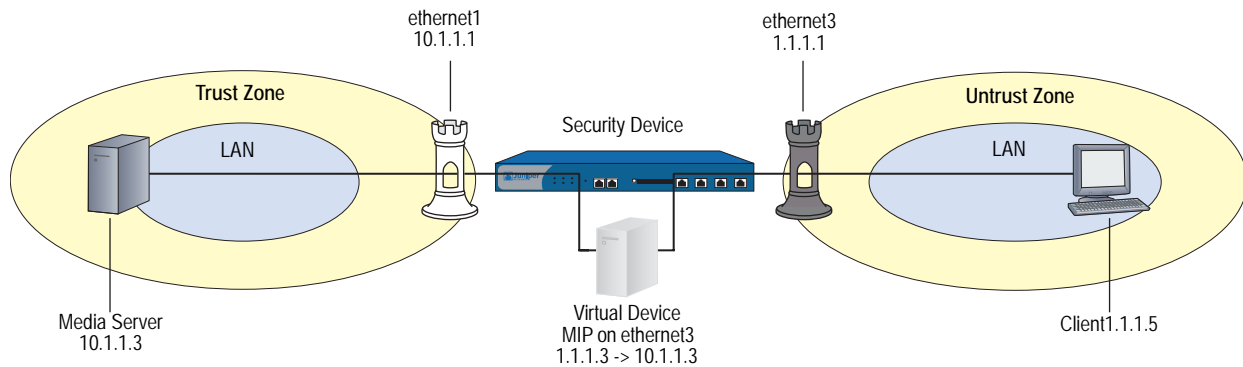 ethernet1
10.1.1.1
ethernet3
1.1.1.1
Trust Zone
Untrust Zone
Security Device
LAN
LAN
Juniper
Media Server
10.1.1.3
Virtual Device
MIP on ethernet3
1.1.1.3 -> 10.1.1.3
Client1.1.1.5